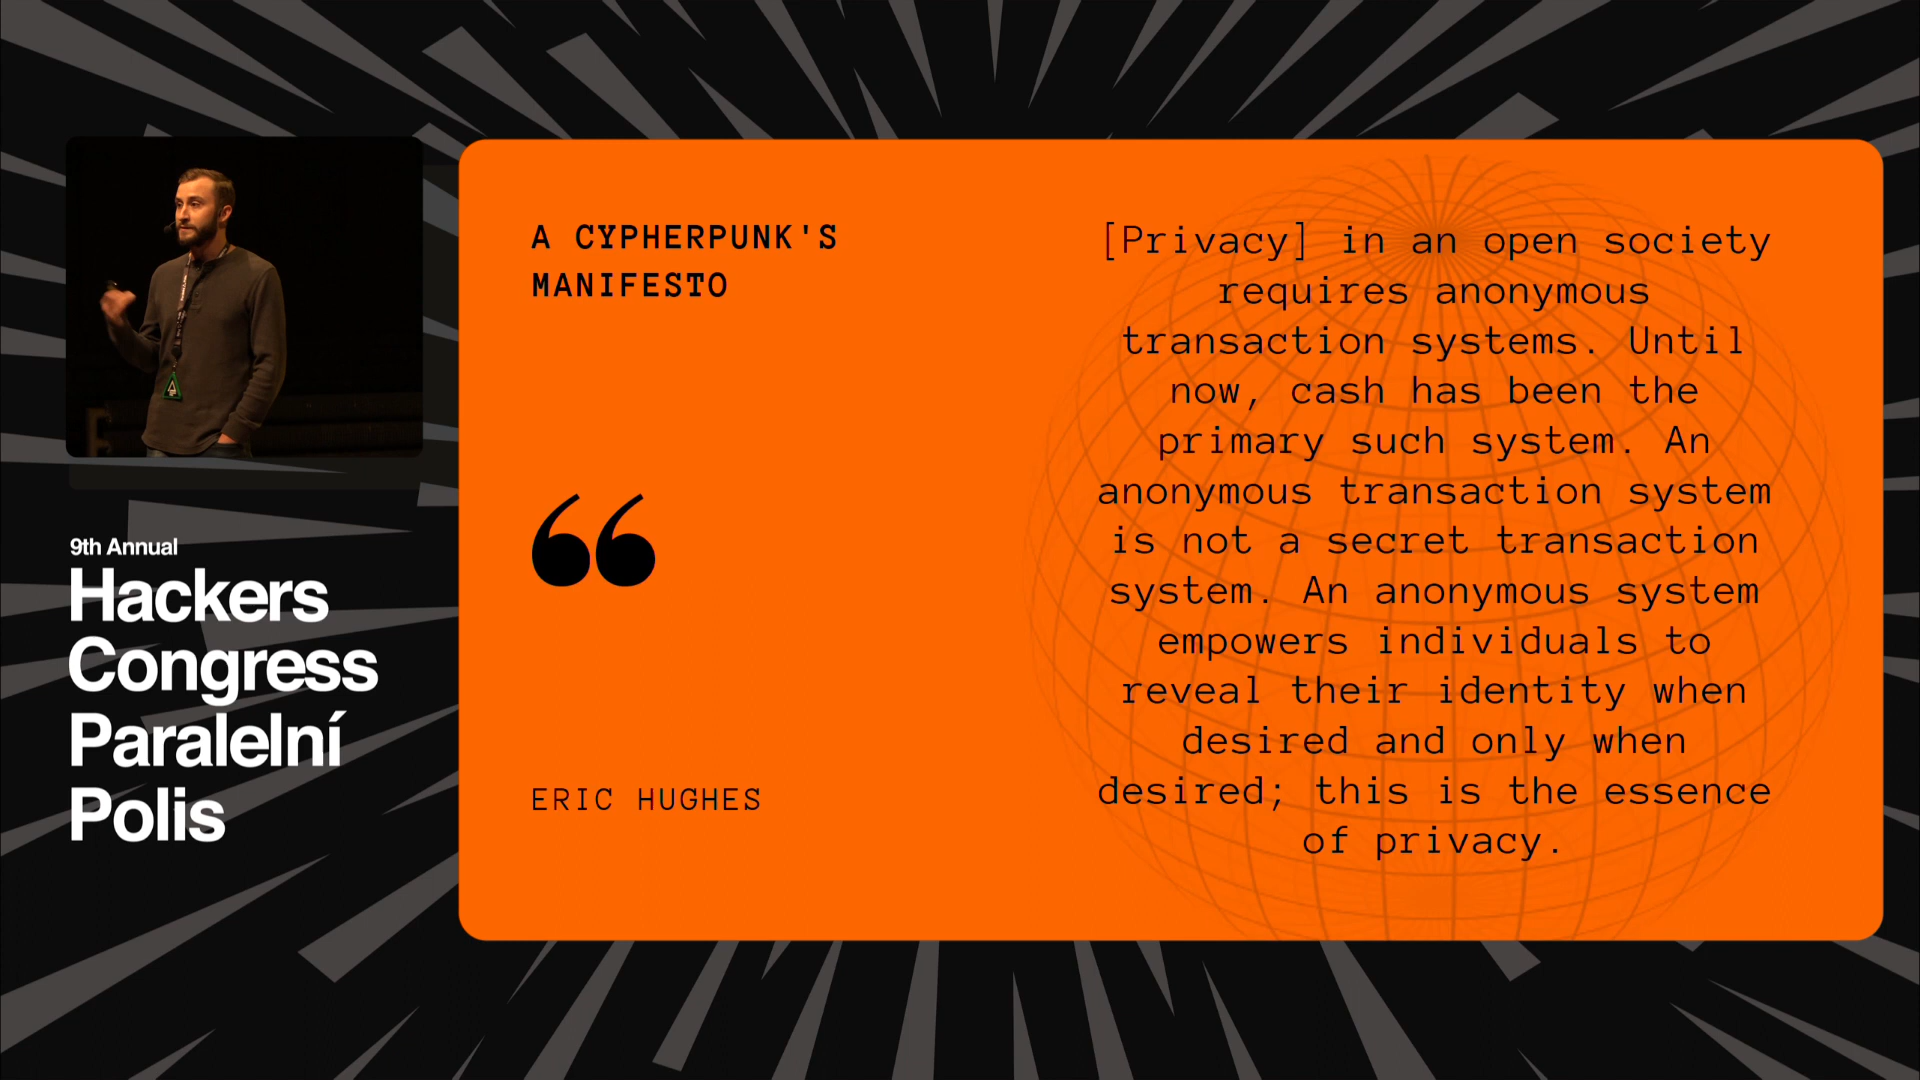 9th Annual
Hackers
Congress
Paralelní
Polis
A CYPHERPUNK'S
MANIFESTO
ERIC HUGHES
[Privacy] in an open society
requires anonymous
transaction systems. Until
now, cash has been the
primary such system. An
anonymous transaction system
is not a secret transaction
system. An anonymous system
empowers individuals to
reveal their identity when
desired and only when
desired; this is the essence
of privacy.